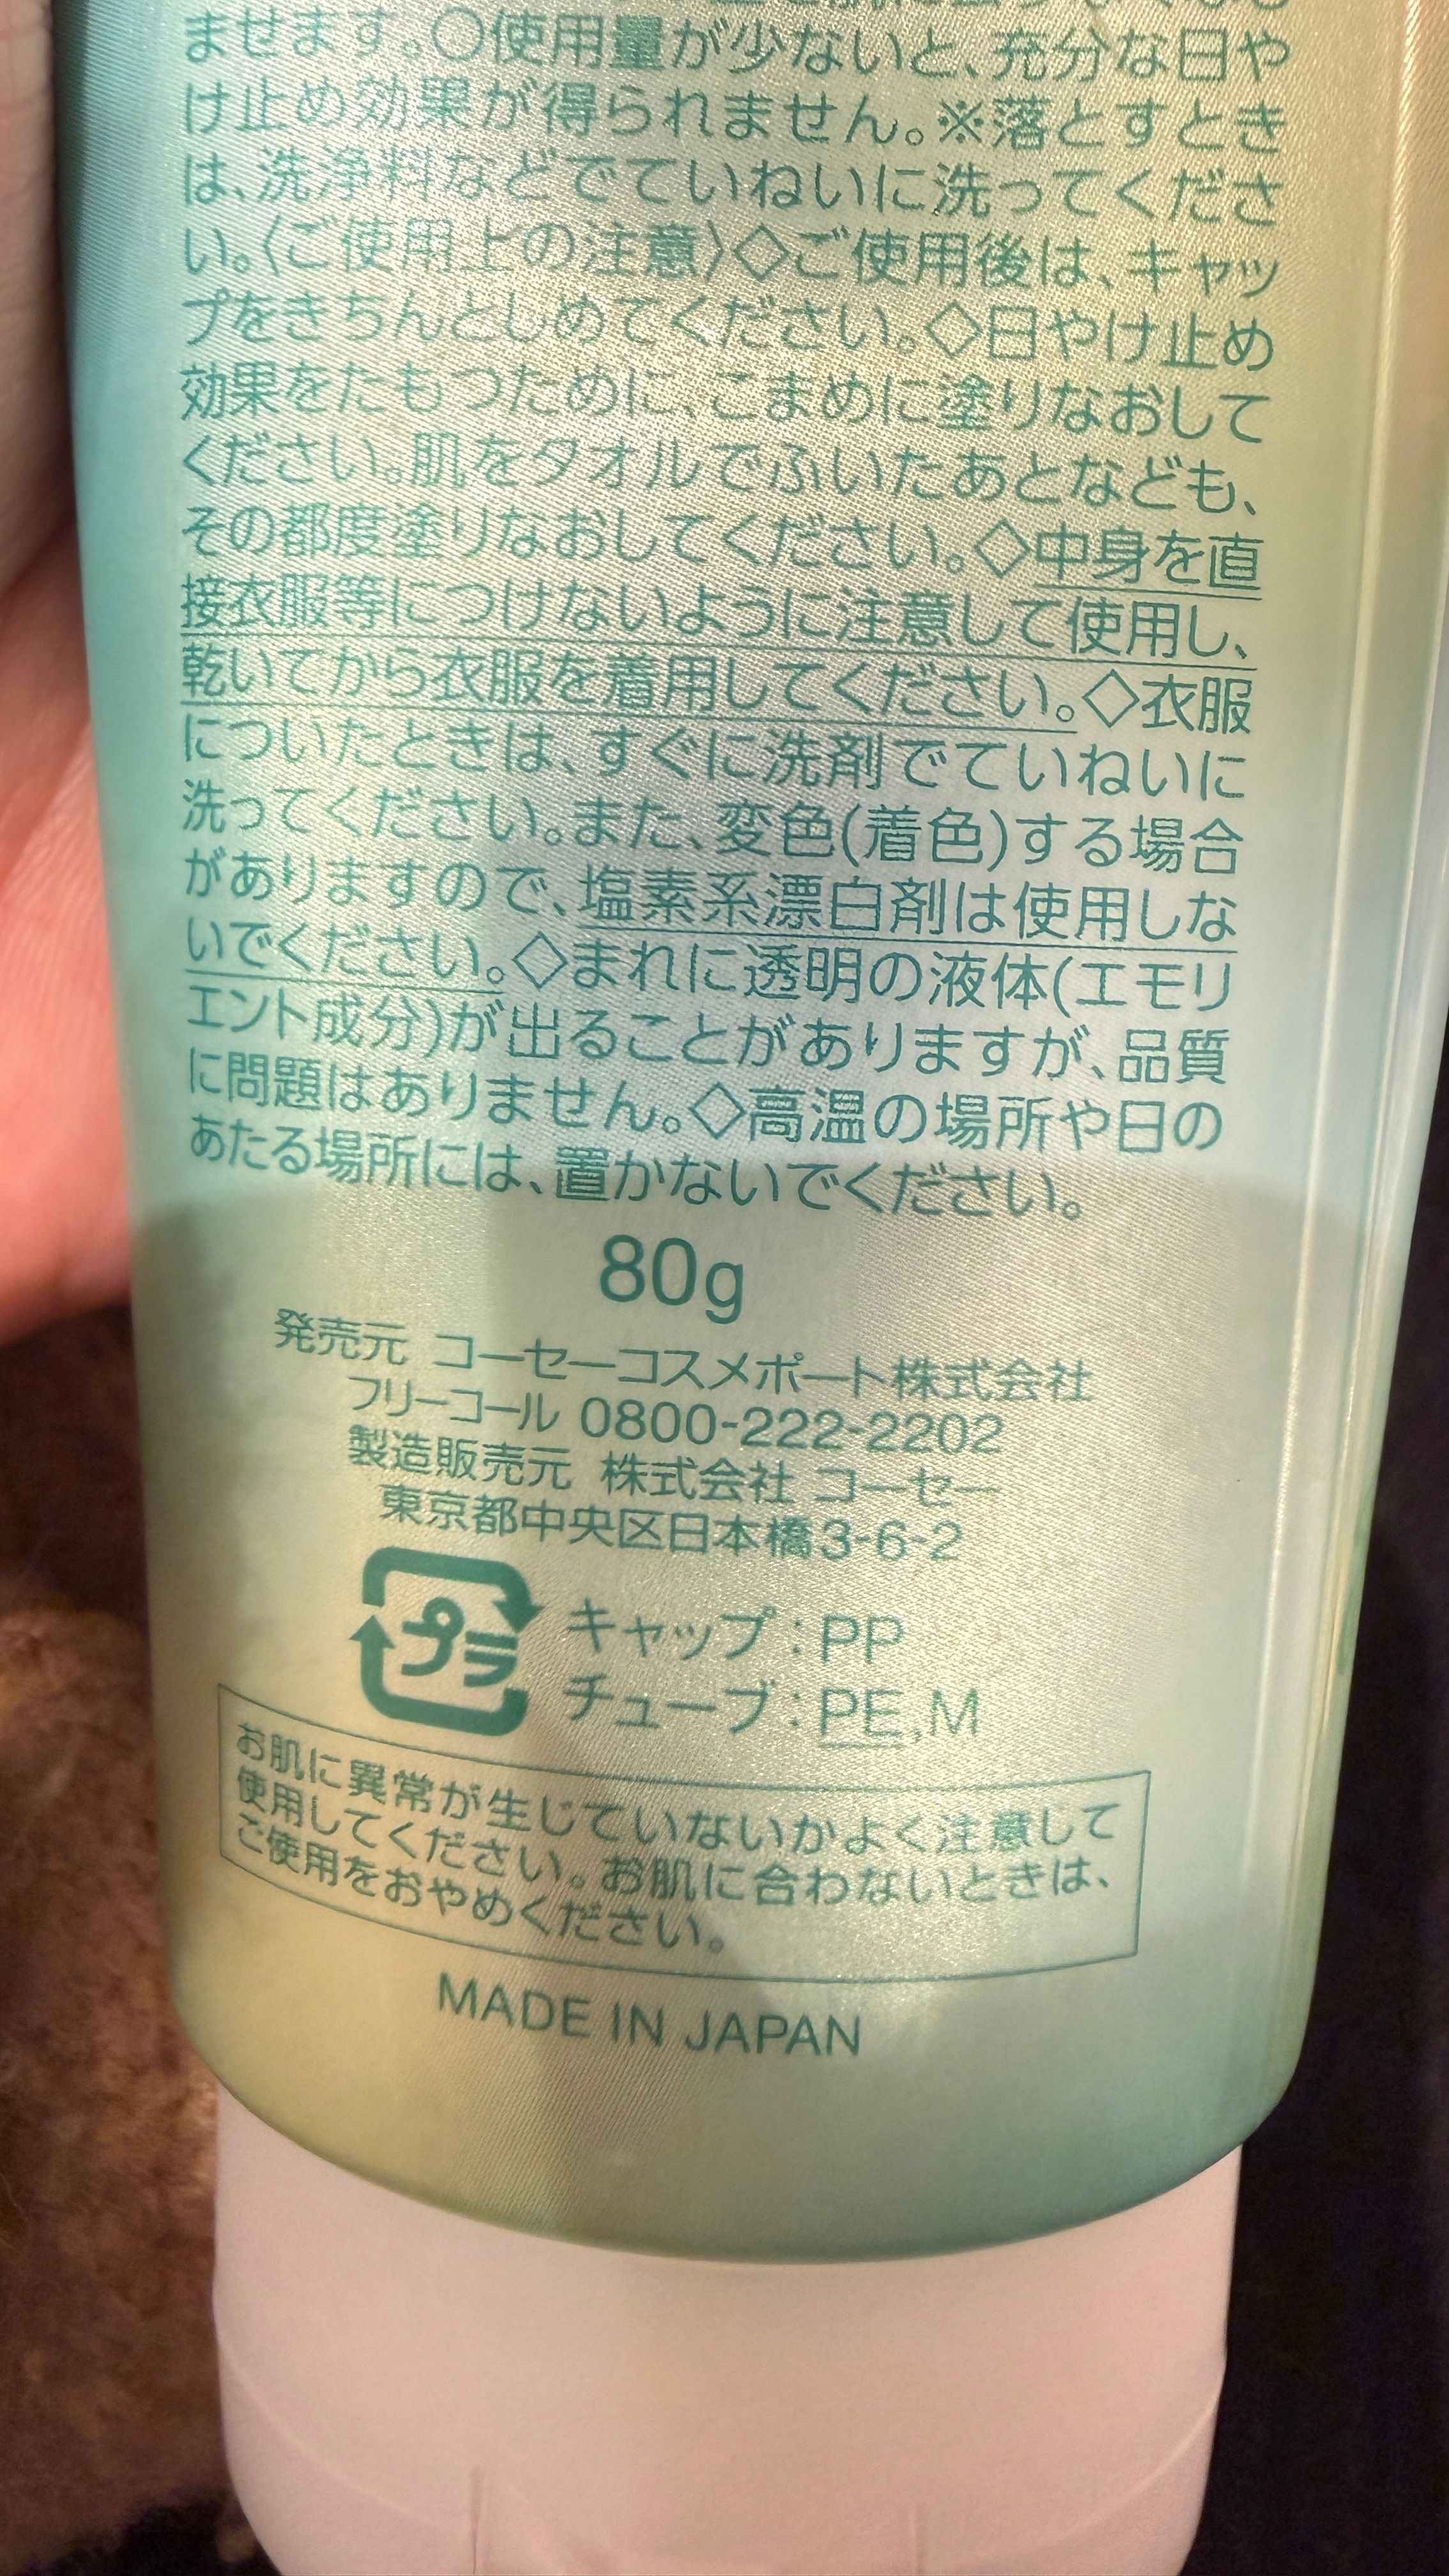 ませます。○使用量が少ないと、充分な日や
け止め効果が得られません。※落とすとき
は、洗浄料などでていねいに洗ってくださ
い。〈ご使用上の注意〉◇ご使用後は、キャッ
プをきちんとしめてください。◇日やけ止め
効果をたもつために、こまめに塗りなおして
ください。肌をタオルでふいたあとなども、
その都度塗りなおしてください。◇中身を直
接衣服等につけないように注意して使用し、
乾いてから衣服を着用してください。◇衣服
についたときは、すぐに洗剤でていねいに
洗ってください。また、変色(着色)する場合
がありますので、塩素系漂白剤は使用しな
いでください。◇まれに透明の液体(エモリ
エント成分)が出ることがありますが、品質
に問題はありません。◇高温の場所や日の
あたる場所には、置かないでください。
80g
発売元 コーセーコスメポート株式会社
フリーコール 0800-222-2202
製造販売元 株式会社 コーセー
東京都中央区日本橋3-6-2
プラ
キャップ：PP
チューブ：PE,M
お肌に異常が生じていないかよく注意して
使用してください。お肌に合わないときは、
ご使用をおやめください。
MADE IN JAPAN